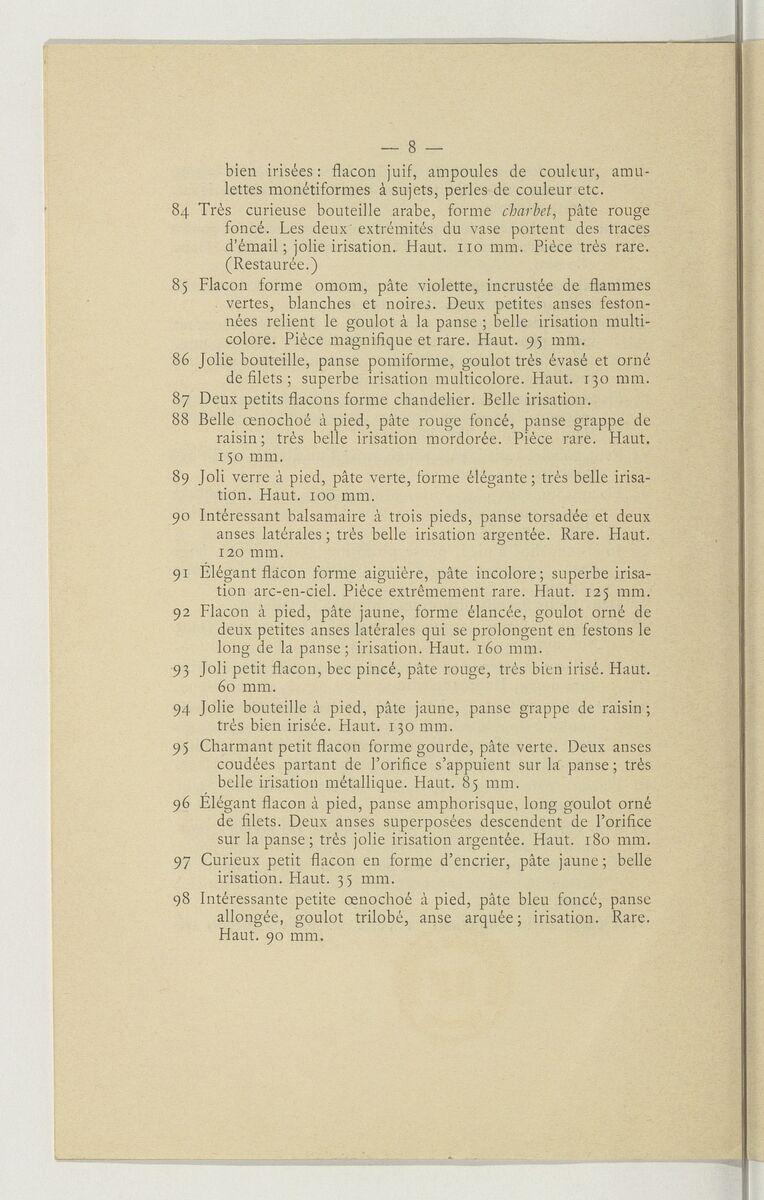 — 8 —
bien irisées : flacon juif, ampoules de couleur, amu-
lettes monétiformes à sujets, perles de couleur etc.
84 Très curieuse bouteille arabe, forme charbet, pâte rouge
foncé. Les deux extrémités du vase portent des traces
d'émail ; jolie irisation. Haut. 110 mm. Pièce très rare.
(Restaurée.)
85 Flacon forme omom, pâte violette, incrustée de flammes
vertes, blanches et noires. Deux petites anses feston-
nées relient le goulot à la panse ; belle irisation multi-
colore. Pièce magnifique et rare. Haut. 95 mm.
86 Jolie bouteille, panse pomiforme, goulot très évasé et orné
de filets ; superbe irisation multicolore. Haut. 130 mm.
87 Deux petits flacons forme chandelier. Belle irisation.
88 Belle œnochoé à pied, pâte rouge foncé, panse grappe de
raisin ; très belle irisation mordorée. Pièce rare. Haut.
150 mm.
89 Joli verre à pied, pâte verte, forme élégante ; très belle irisa-
tion. Haut. 100 mm.
90 Intéressant balsamaire à trois pieds, panse torsadée et deux
anses latérales ; très belle irisation argentée. Rare. Haut.
120 mm.
91 Élégant flacon forme aiguière, pâte incolore ; superbe irisa-
tion arc-en-ciel. Pièce extrêmement rare. Haut. 125 mm.
92 Flacon à pied, pâte jaune, forme élancée, goulot orné de
deux petites anses latérales qui se prolongent en festons le
long de la panse ; irisation. Haut. 160 mm.
93 Joli petit flacon, bec pincé, pâte rouge, très bien irisé. Haut.
60 mm.
94 Jolie bouteille à pied, pâte jaune, panse grappe de raisin ;
très bien irisée. Haut. 130 mm.
95 Charmant petit flacon forme gourde, pâte verte. Deux anses
coudées partant de l'orifice s'appuient sur la panse ; très
belle irisation métallique. Haut. 85 mm.
96 Élégant flacon à pied, panse amphorisque, long goulot orné
de filets. Deux anses superposées descendent de l'orifice
sur la panse ; très jolie irisation argentée. Haut. 180 mm.
97 Curieux petit flacon en forme d'encrier, pâte jaune ; belle
irisation. Haut. 35 mm.
98 Intéressante petite œnochoé à pied, pâte bleu foncé, panse
allongée, goulot trilobé, anse arquée ; irisation. Rare.
Haut. 90 mm.